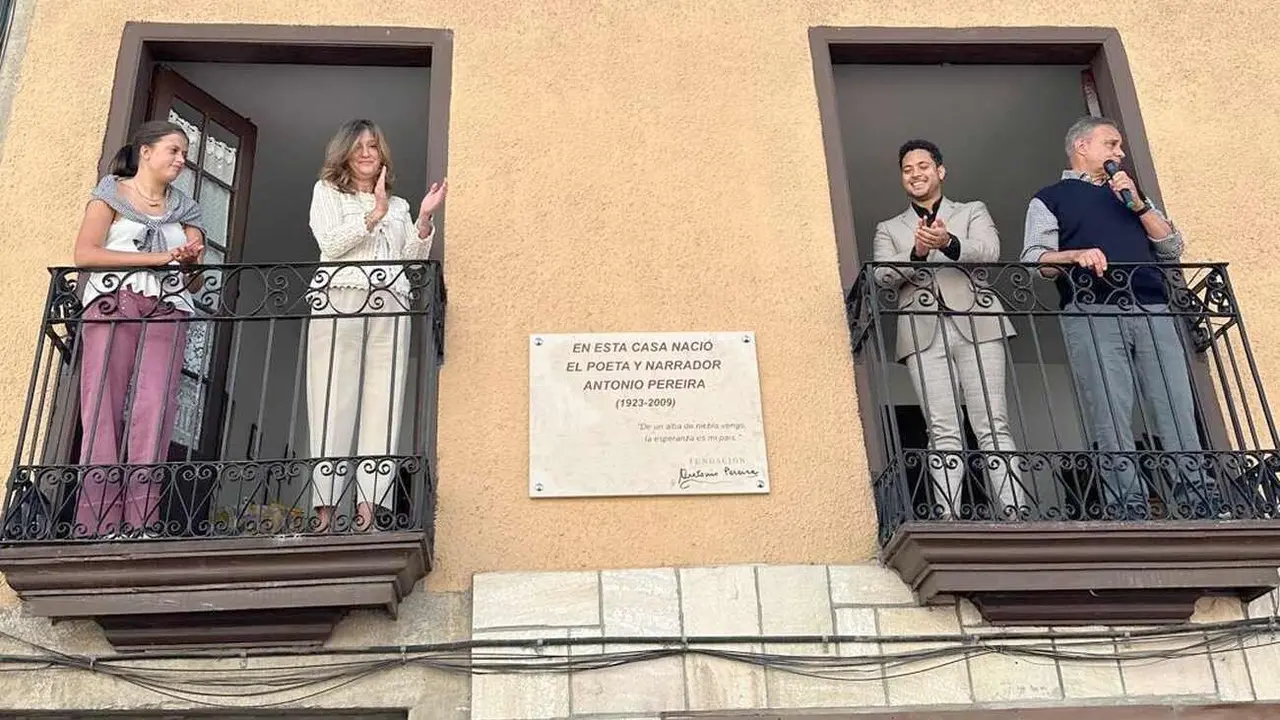 EN ESTA CASA NACIÓ
EL POETA Y NARRADOR
ANTONIO PEREIRA
(1923-2009)
"De un alba de niebla vengo,
la esperanza es mi país."
FUNDACIÓN
Antonio Pereira